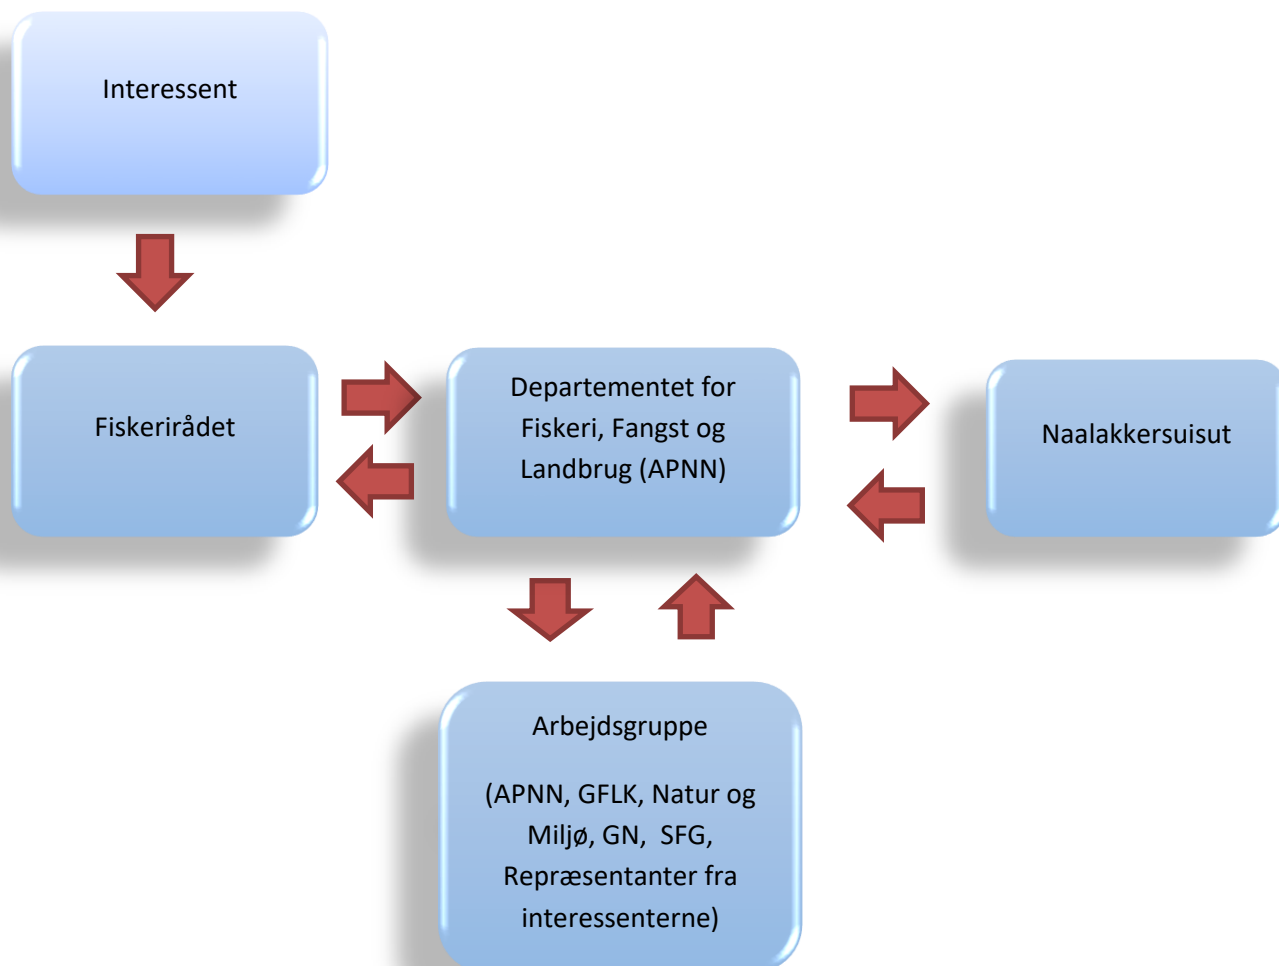 Interessent
Fiskerirådet
Departementet for
Fiskeri, Fangst og
Landbrug (APNN)
Naalakkersuisut
Arbejdsgruppe
(APNN, GFLK, Natur og
Miljø, GN, SFG,
Repræsentanter fra
interessenterne)